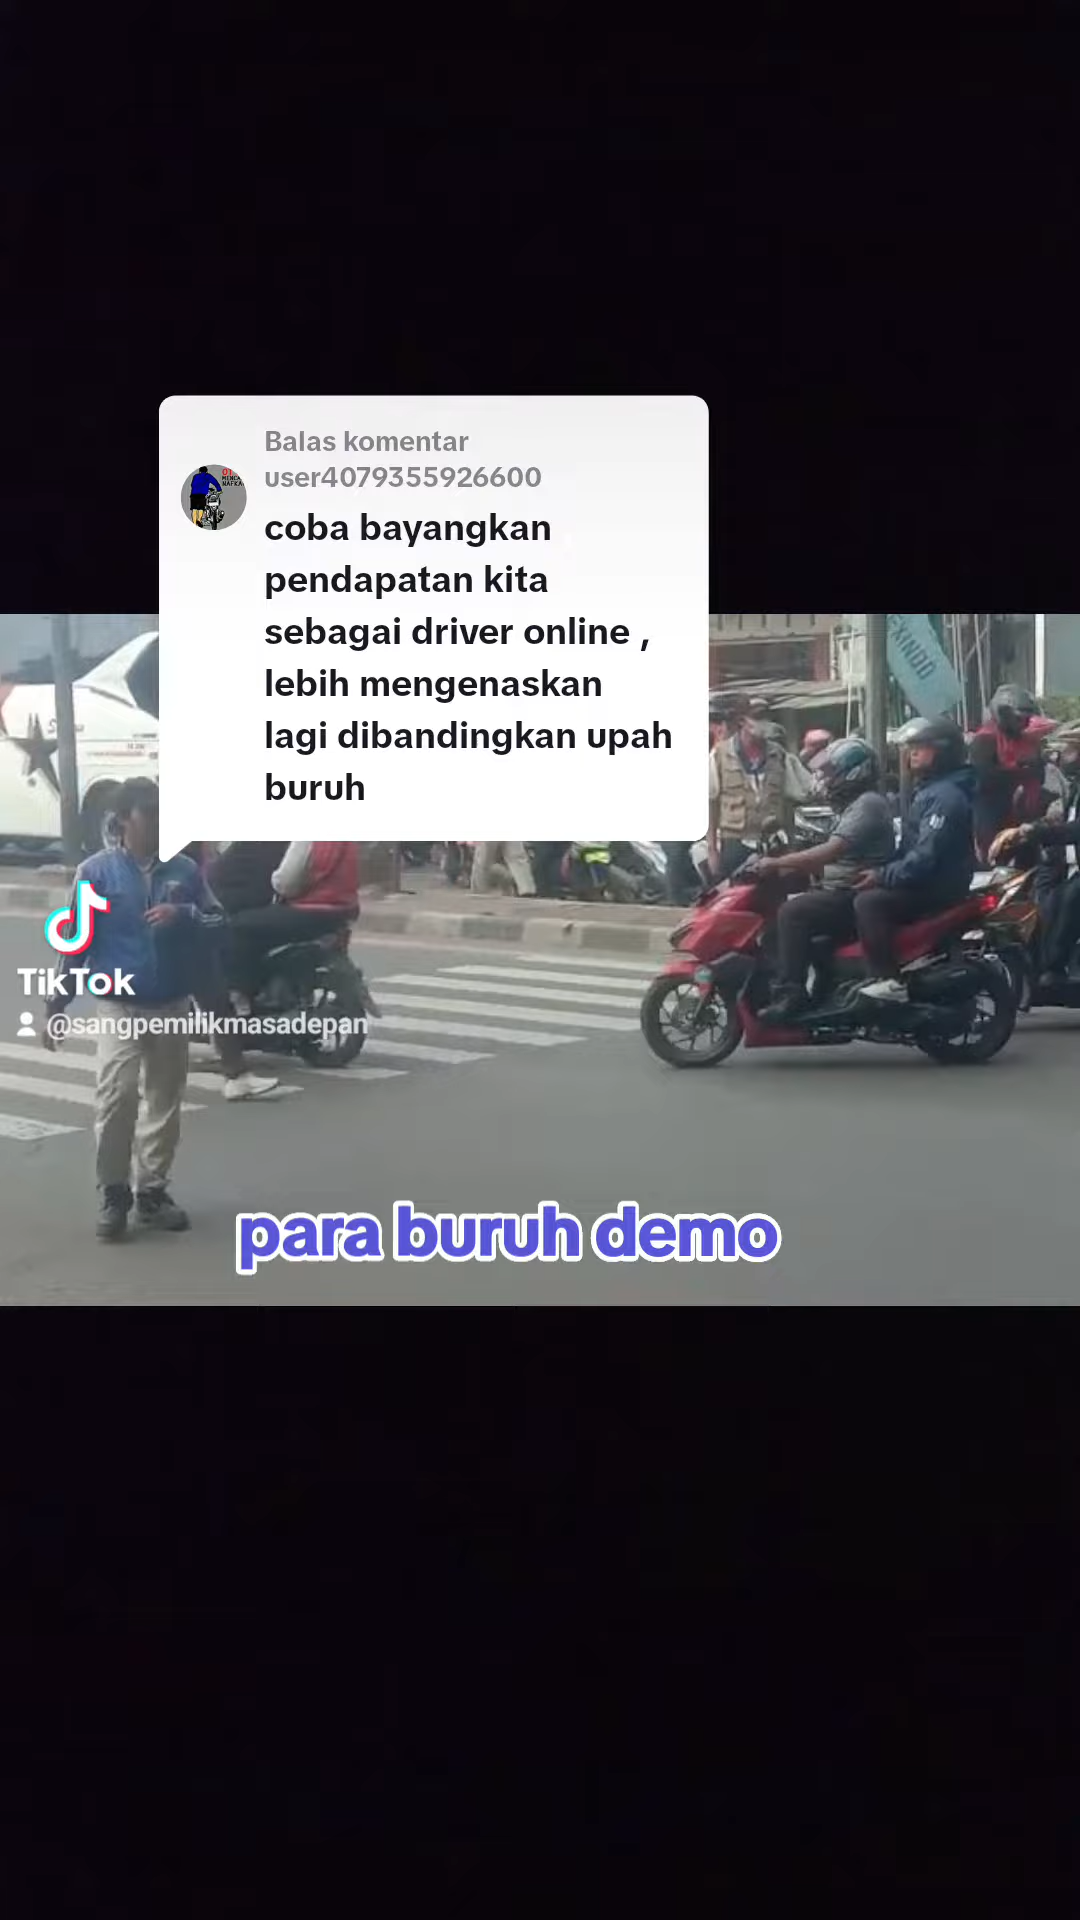 Balas komentar
user4079355926600
coba bayangkan
pendapatan kita
sebagai driver online ,
lebih mengenaskan
lagi dibandingkan upah
buruh
TikTok
@sangpemilikmasadepan
para buruh demo